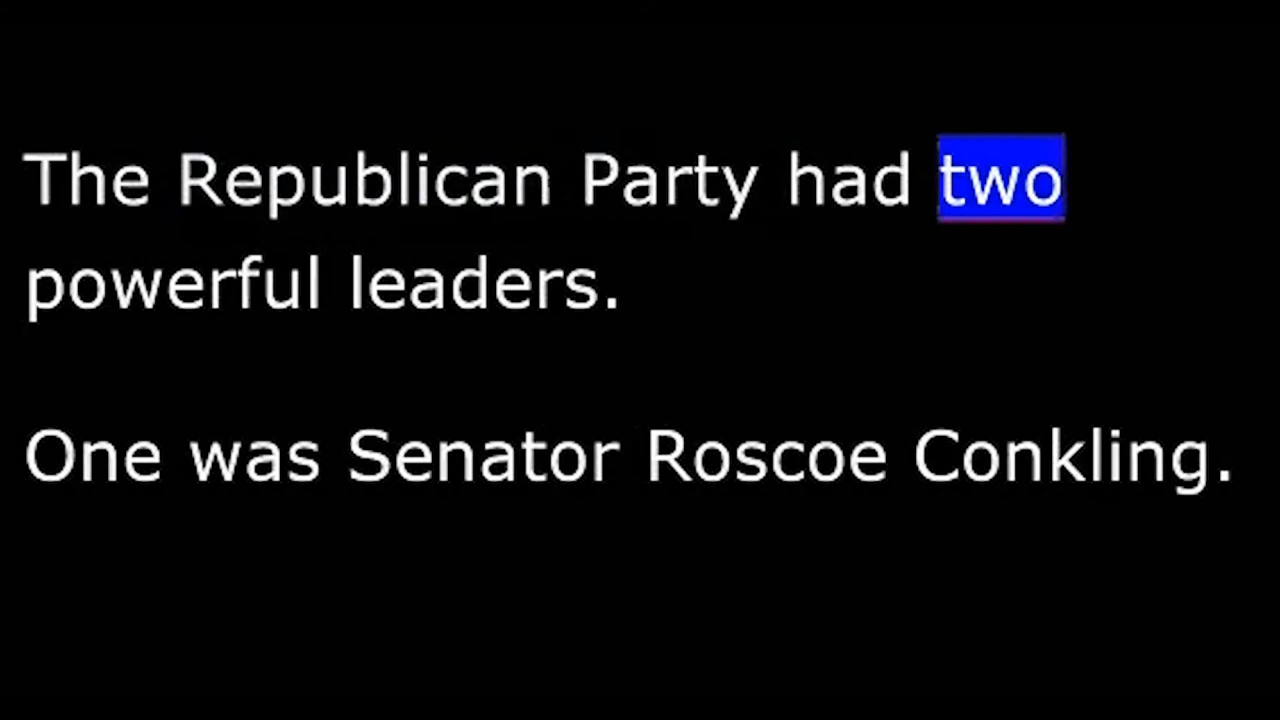 The Republican Party had two
powerful leaders.
One was Senator Roscoe Conkling.